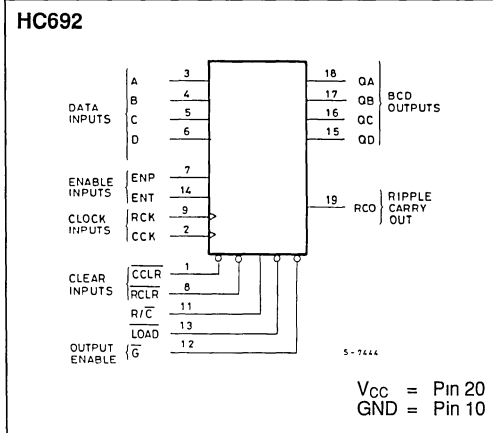 HC692
DATA INPUTS
A 3
B 4
C 5
D 6
18 QA
17 QB
16 QC
15 QD
BCD OUTPUTS
ENABLE INPUTS
ENP 7
ENT 14
CLOCK INPUTS
RCK 9
CCK 2
19 RCO
RIPPLE CARRY OUT
CLEAR INPUTS
CCLR 1
RCLR 8
R/C 11
LOAD 13
OUTPUT ENABLE
G 12
S-7444
VCC = Pin 20
GND = Pin 10